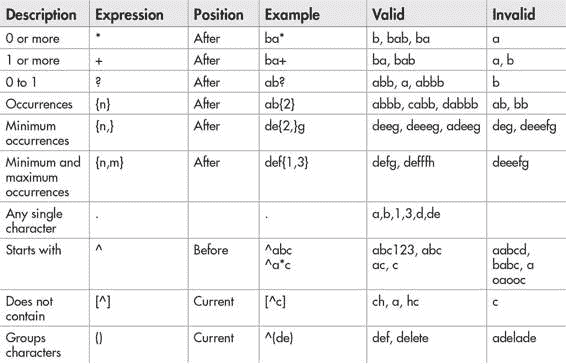 Description Expression Position Example Valid Invalid
0 or more * After ba* b, bab, ba a
1 or more + After ba+ ba, bab a, b
0 to 1 ? After ab? abb, a, abbb b
Occurrences {n} After ab{2} abbb, cabb, dabbb ab, bb
Minimum {n,} After de{2,}g deeg, deeeg, adeeg deg, deeefg
occurrences
Minimum and {n,m} After def{1,3} defg, defffh deeefg
maximum
occurrences
Any single . . a,b,1,3,d,de
character
Starts with ^ Before ^abc abc123, abc aabcd,
^a*c ac, c babc, a
oaooc
Does not [^] Current [^c] ch, a, hc c
contain
Groups () Current ^(de) def, delete adelade
characters